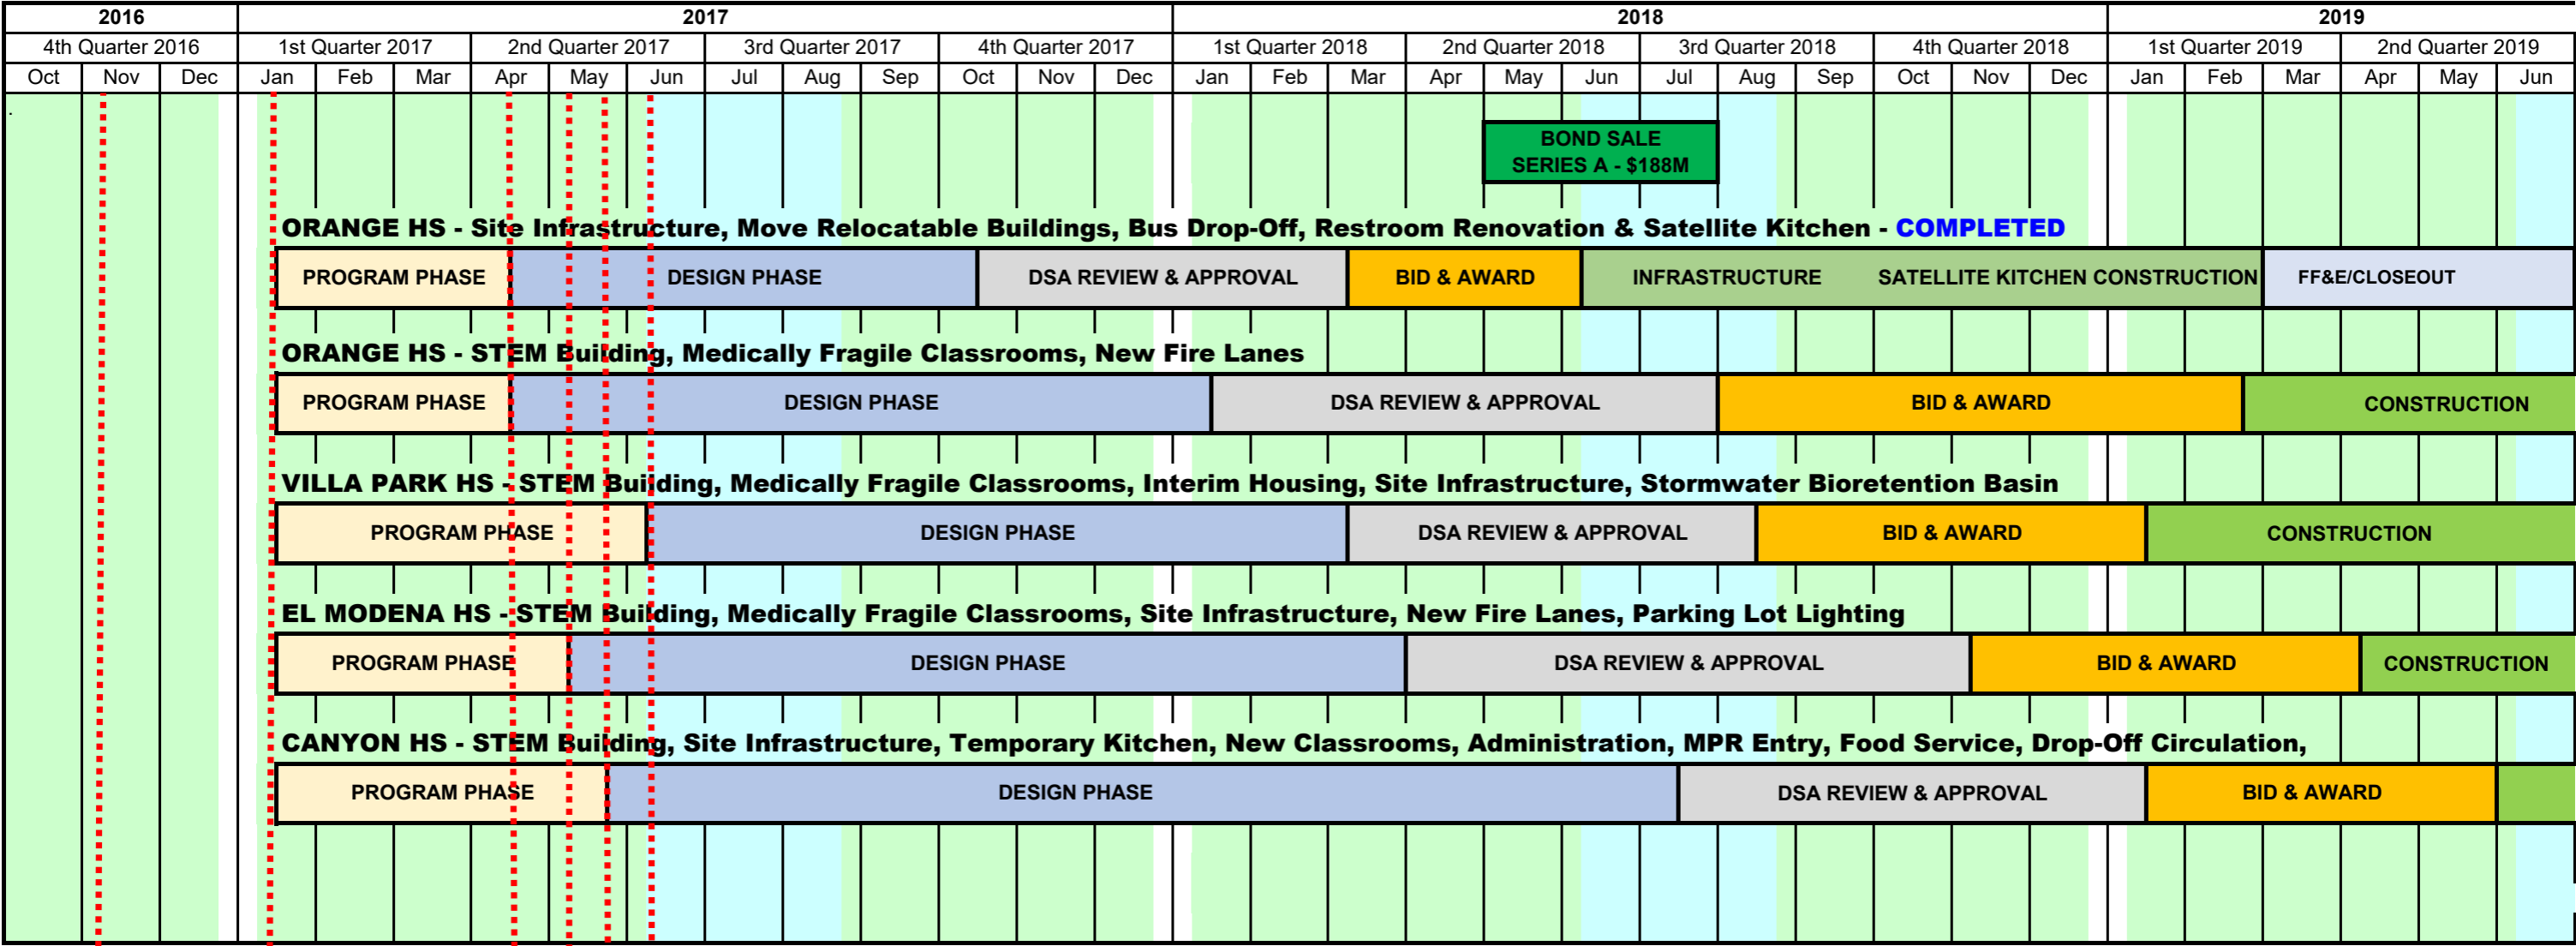 2016 2017 2018 2019
4th Quarter 2016 1st Quarter 2017 2nd Quarter 2017 3rd Quarter 2017 4th Quarter 2017 1st Quarter 2018 2nd Quarter 2018 3rd Quarter 2018 4th Quarter 2018 1st Quarter 2019 2nd Quarter 2019
Oct Nov Dec Jan Feb Mar Apr May Jun Jul Aug Sep Oct Nov Dec Jan Feb Mar Apr May Jun Jul Aug Sep Oct Nov Dec Jan Feb Mar Apr May Jun
BOND SALE
SERIES A - $188M
ORANGE HS - Site Infrastructure, Move Relocatable Buildings, Bus Drop-Off, Restroom Renovation & Satellite Kitchen - COMPLETED
PROGRAM PHASE DESIGN PHASE DSA REVIEW & APPROVAL BID & AWARD INFRASTRUCTURE SATELLITE KITCHEN CONSTRUCTION FF&E/CLOSEOUT
ORANGE HS - STEM Building, Medically Fragile Classrooms, New Fire Lanes
PROGRAM PHASE DESIGN PHASE DSA REVIEW & APPROVAL BID & AWARD CONSTRUCTION
VILLA PARK HS - STEM Building, Medically Fragile Classrooms, Interim Housing, Site Infrastructure, Stormwater Bioretention Basin
PROGRAM PHASE DESIGN PHASE DSA REVIEW & APPROVAL BID & AWARD CONSTRUCTION
EL MODENA HS - STEM Building, Medically Fragile Classrooms, Site Infrastructure, New Fire Lanes, Parking Lot Lighting
PROGRAM PHASE DESIGN PHASE DSA REVIEW & APPROVAL BID & AWARD CONSTRUCTION
CANYON HS - STEM Building, Site Infrastructure, Temporary Kitchen, New Classrooms, Administration, MPR Entry, Food Service, Drop-Off Circulation,
PROGRAM PHASE DESIGN PHASE DSA REVIEW & APPROVAL BID & AWARD